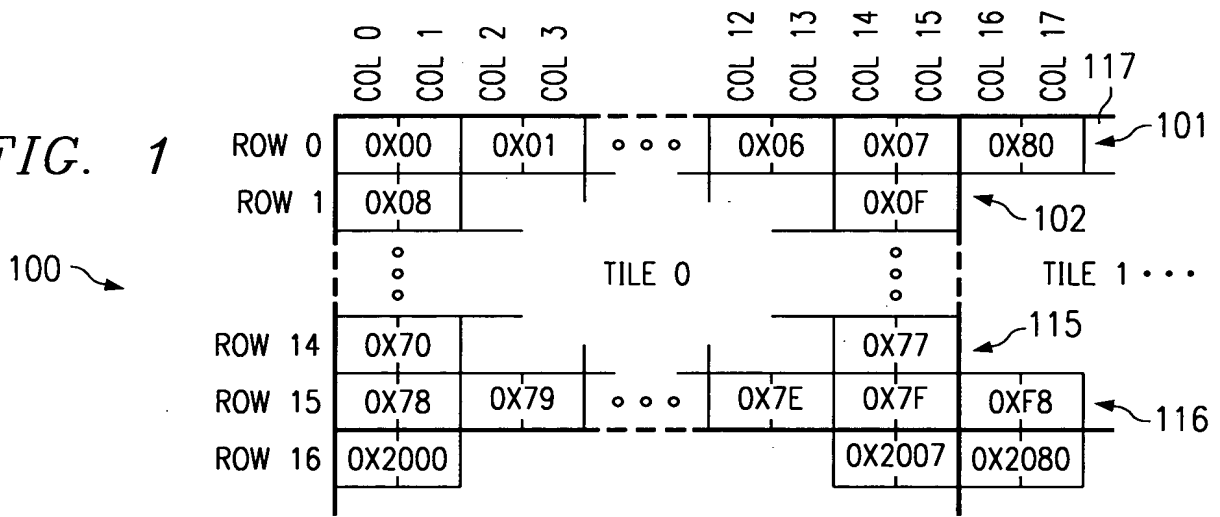 COL 0 COL 1 COL 2 COL 3 COL 12 COL 13 COL 14 COL 15 COL 16 COL 17
117
FIG. 1
ROW 0 0X00 0X01 0X06 0X07 0X80 101
ROW 1 0X08 0X0F 102
100 TILE 0 TILE 1
ROW 14 0X70 0X77 115
ROW 15 0X78 0X79 0X7E 0X7F 0XF8 116
ROW 16 0X2000 0X2007 0X2080